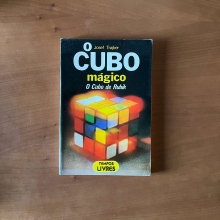 Josef Trajber
O CUBO
mágico
O Cubo de Rubik
TEMPOS
LIVRES